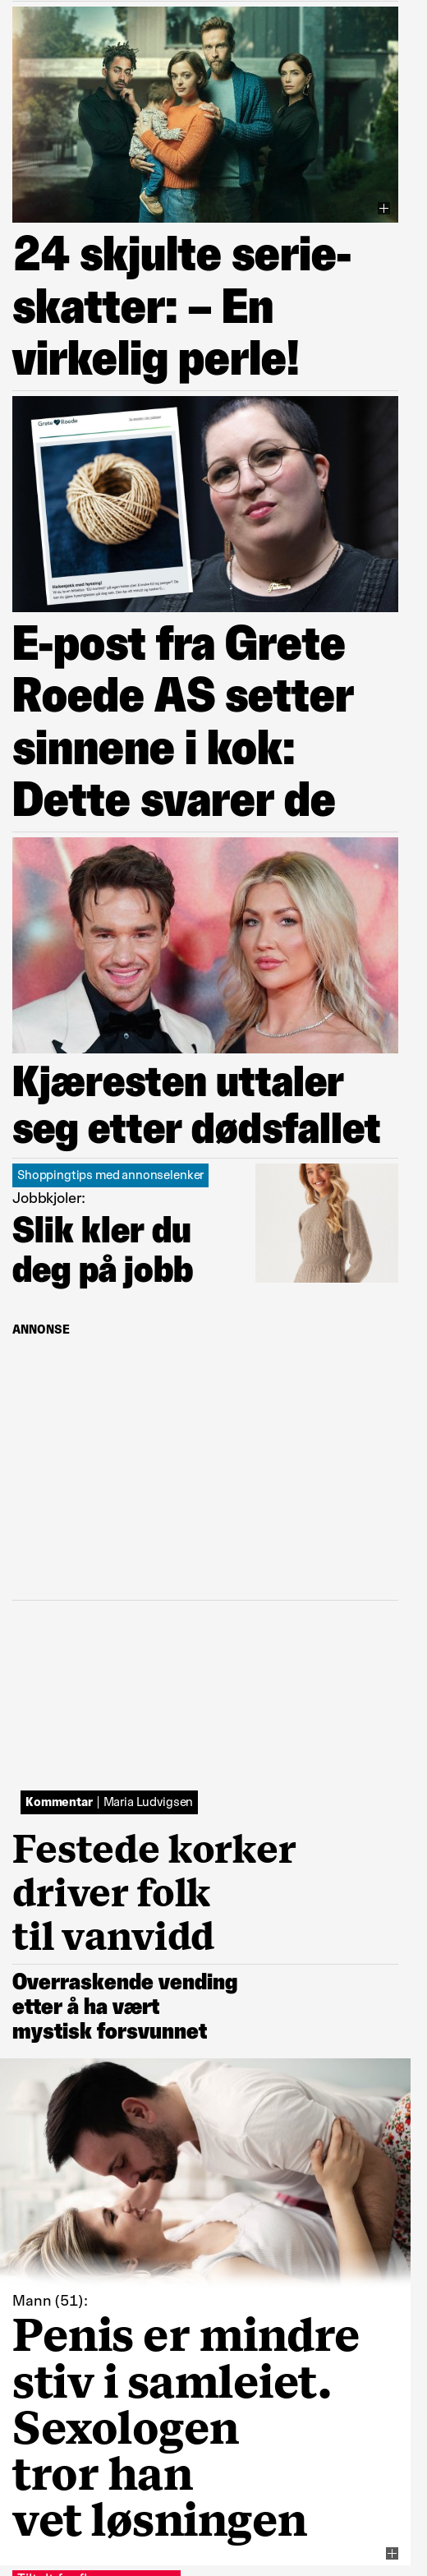 24 skjulte serie-
skatter: – En
virkelig perle!
Grete Roede
E-post fra Grete
Roede AS setter
sinnene i kok:
Dette svarer de
Kjæresten uttaler
seg etter dødsfallet
Shoppingtips med annonselenker
Jobbkjoler:
Slik kler du
deg på jobb
ANNONSE
Kommentar | Maria Ludvigsen
Festede korker
driver folk
til vanvidd
Overraskende vending
etter å ha vært
mystisk forsvunnet
Mann (51):
Penis er mindre
stiv i samleiet.
Sexologen
tror han
vet løsningen